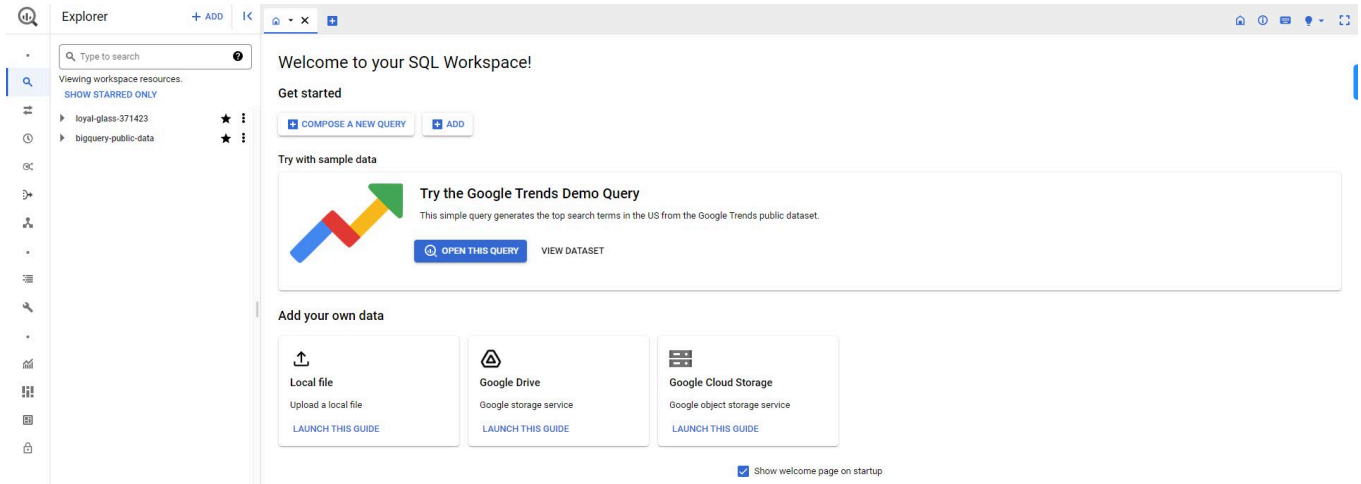 Explorer
+ ADD
Type to search
Viewing workspace resources.
SHOW STARRED ONLY
loyal-glass-371423
bigquery-public-data
Welcome to your SQL Workspace!
Get started
COMPOSE A NEW QUERY
ADD
Try with sample data
Try the Google Trends Demo Query
This simple query generates the top search terms in the US from the Google Trends public dataset.
OPEN THIS QUERY
VIEW DATASET
Add your own data
Local file
Upload a local file
LAUNCH THIS GUIDE
Google Drive
Google storage service
LAUNCH THIS GUIDE
Google Cloud Storage
Google object storage service
LAUNCH THIS GUIDE
Show welcome page on startup